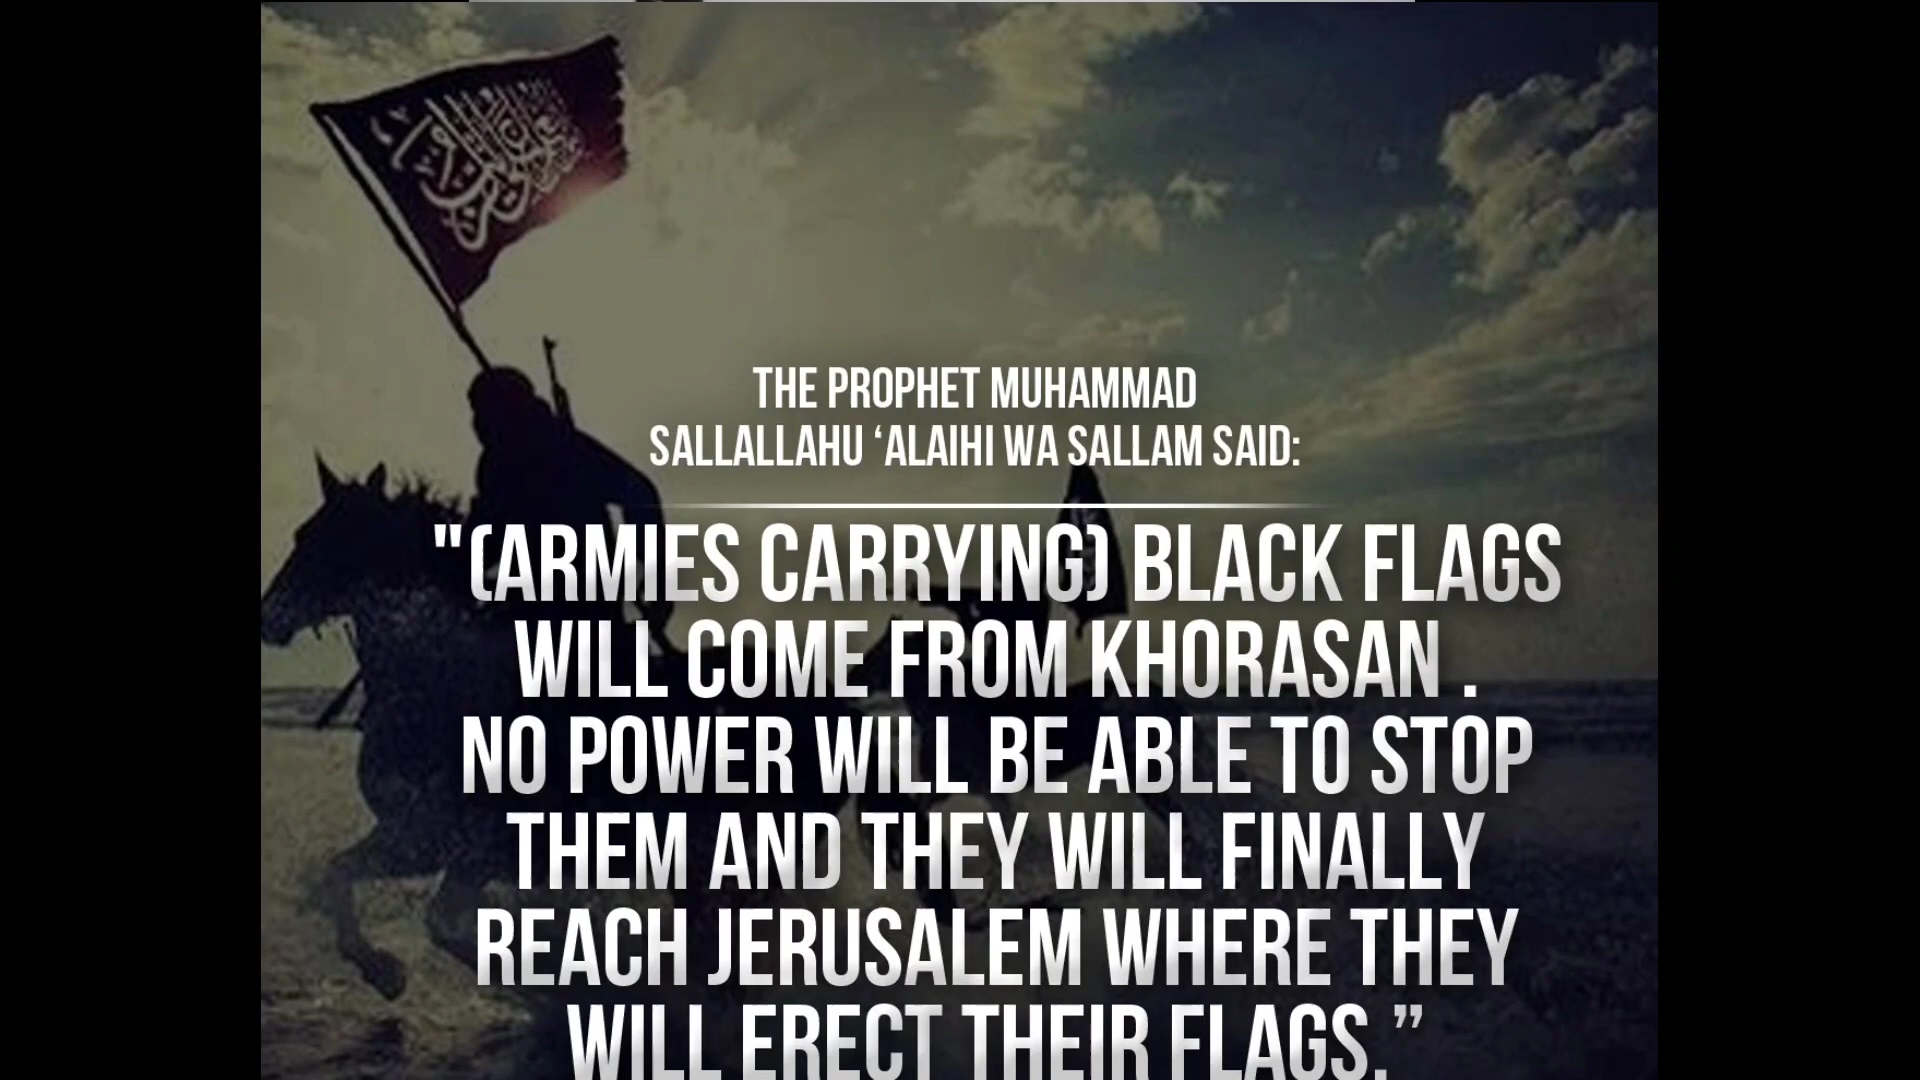 THE PROPHET MUHAMMAD
SALLALLAHU ‘ALAIHI WA SALLAM SAID:
"(ARMIES CARRYING) BLACK FLAGS
WILL COME FROM KHORASAN .
NO POWER WILL BE ABLE TO STOP
THEM AND THEY WILL FINALLY
REACH JERUSALEM WHERE THEY
WILL ERECT THEIR FLAGS.”